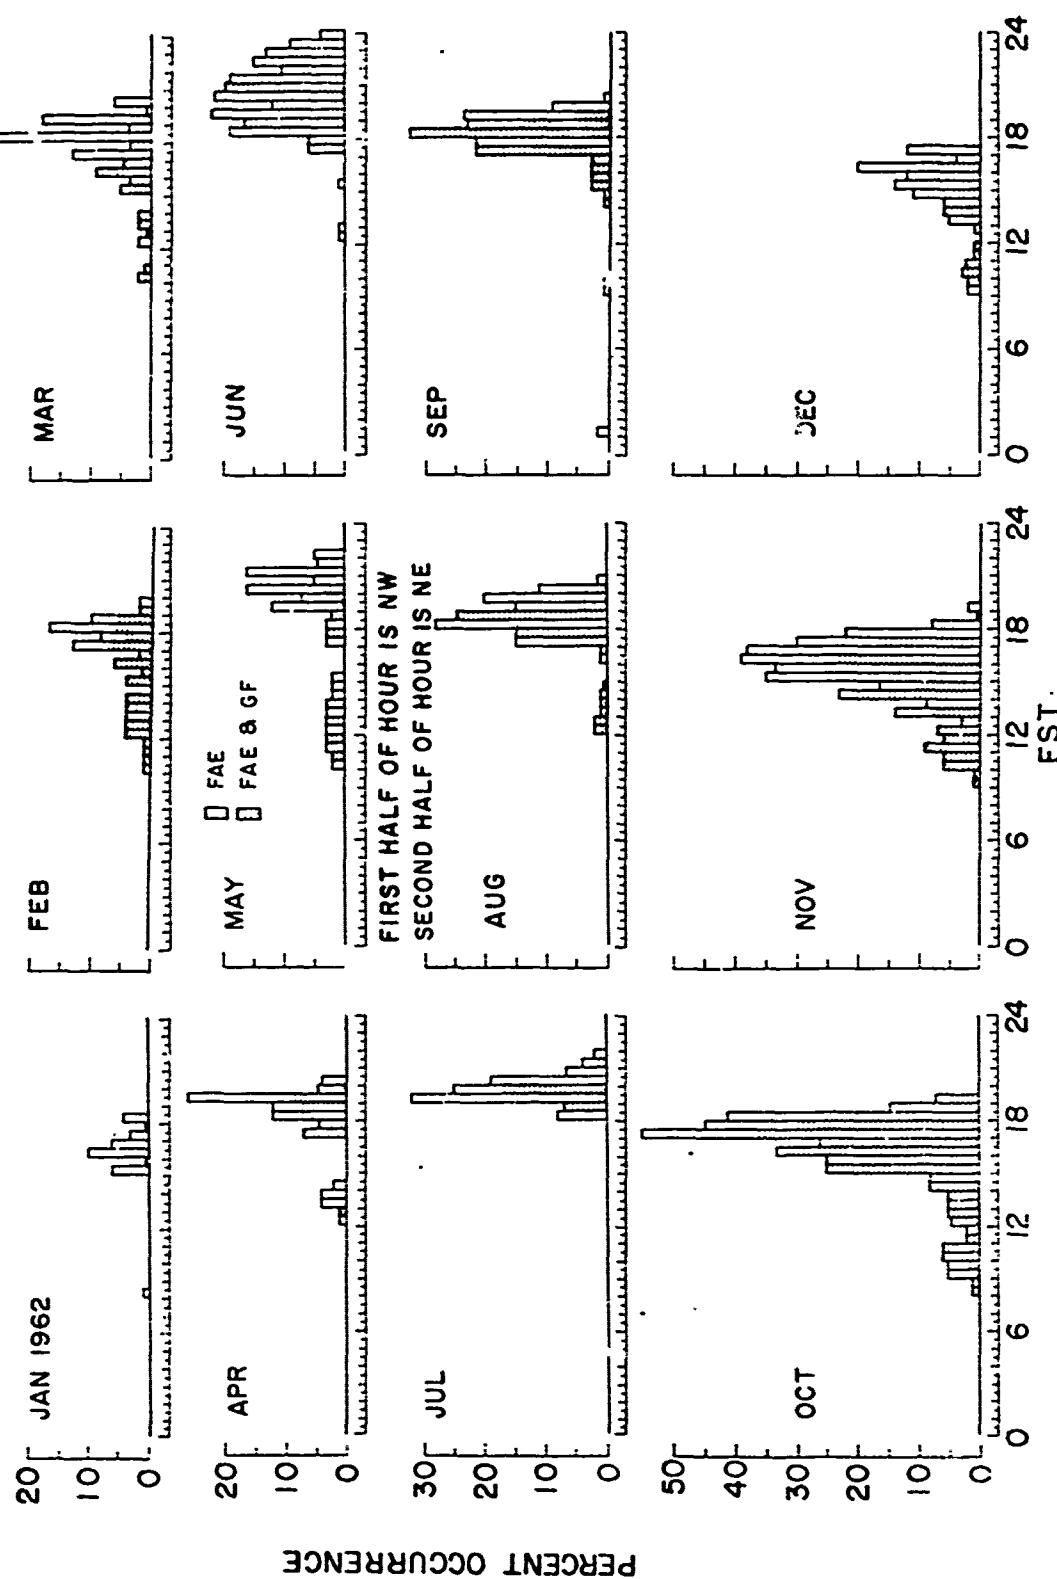 JAN 1962
FEB
MAR
20
10
0
APR
MAY
JUN
FAE
FAE & GF
20
10
0
FIRST HALF OF HOUR IS NW
SECOND HALF OF HOUR IS NE
JUL
AUG
SEP
30
20
10
0
OCT
NOV
DEC
50
40
30
20
10
0
0 6 12 18 24
0 6 12 18 24
0 6 12 18 24
EST.
PERCENT OCCURRENCE